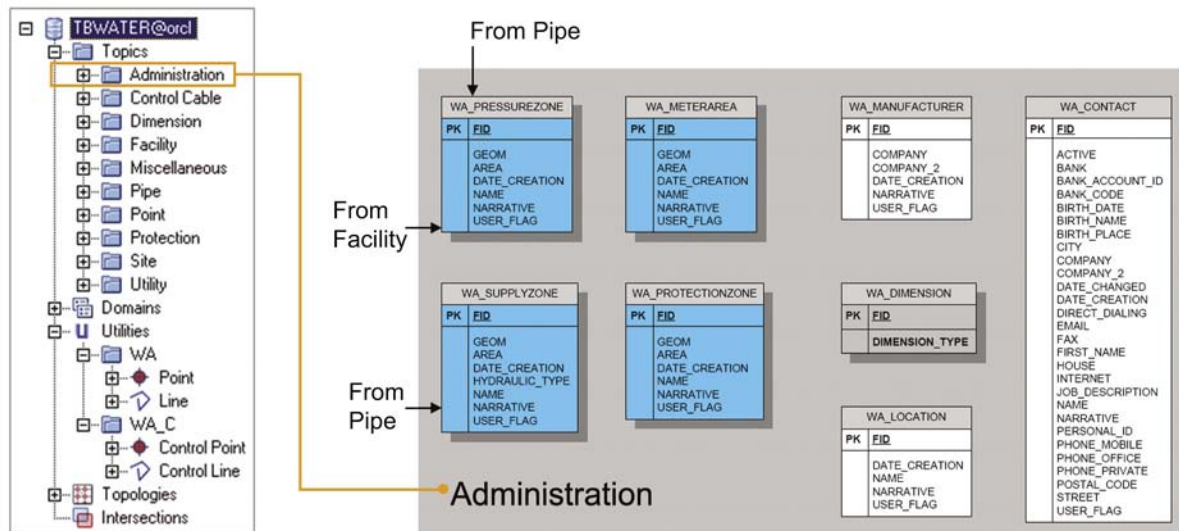 TBWATER@orcl
Topics
Administration
Control Cable
Dimension
Facility
Miscellaneous
Pipe
Point
Protection
Site
Utility
Domains
U Utilities
WA
Point
Line
WA_C
Control Point
Control Line
Topologies
Intersections
From Pipe
From
Facility
From
Pipe
WA_PRESSUREZONE
PK FID
GEOM
AREA
DATE_CREATION
NAME
NARRATIVE
USER_FLAG
WA_METERAREA
PK FID
GEOM
AREA
DATE_CREATION
NAME
NARRATIVE
USER_FLAG
WA_MANUFACTURER
PK FID
COMPANY
COMPANY_2
DATE_CREATION
NARRATIVE
USER_FLAG
WA_CONTACT
PK FID
ACTIVE
BANK
BANK_ACCOUNT_ID
BANK_CODE
BIRTH_DATE
BIRTH_NAME
BIRTH_PLACE
CITY
COMPANY
COMPANY_2
DATE_CHANGED
DATE_CREATION
DIRECT_DIALING
EMAIL
FAX
FIRST_NAME
HOUSE
INTERNET
JOB_DESCRIPTION
NAME
NARRATIVE
PERSONAL_ID
PHONE_MOBILE
PHONE_OFFICE
PHONE_PRIVATE
POSTAL_CODE
STREET
USER_FLAG
WA_SUPPLYZONE
PK FID
GEOM
AREA
DATE_CREATION
HYDRAULIC_TYPE
NAME
NARRATIVE
USER_FLAG
WA_PROTECTIONZONE
PK FID
GEOM
AREA
DATE_CREATION
NAME
NARRATIVE
USER_FLAG
WA_DIMENSION
PK FID
DIMENSION_TYPE
WA_LOCATION
PK FID
DATE_CREATION
NAME
NARRATIVE
USER_FLAG
Administration